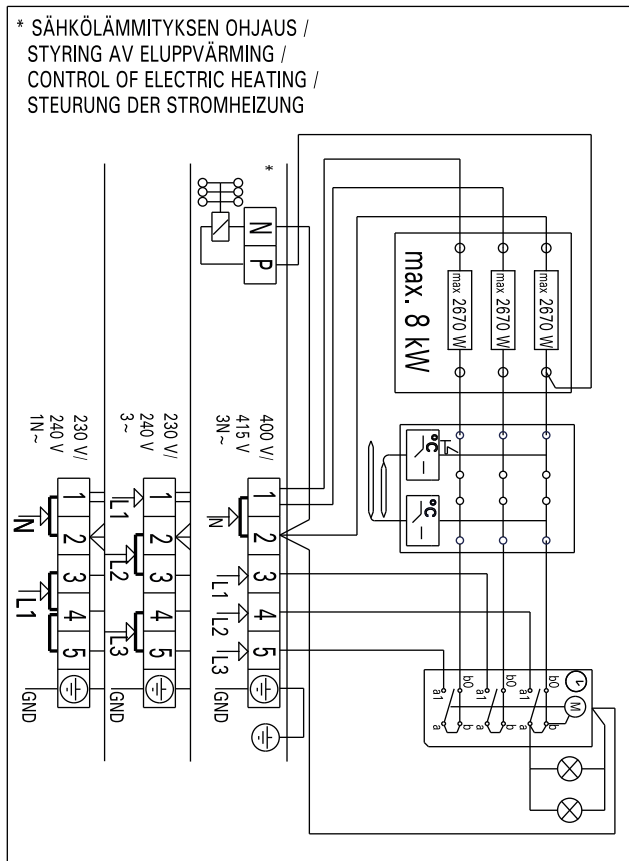 * SÄHKÖLÄMMITYKSEN OHJAUS /
STYRING AV ELUPPVÄRMING /
CONTROL OF ELECTRIC HEATING /
STEURUNG DER STROMHEIZUNG
*
N
P
max. 8 kW
max 2670 W
max 2670 W
max 2670 W
°C
°C
230 V/
240 V
1N~
1
2
3
4
5
N
L1
GND
230 V/
240 V
3~
1
2
3
4
5
L1
L2
L3
GND
400 V/
415 V
3N~
1
2
3
4
5
N
L1
L2
L3
GND
a1
b0
a
b
a1
b0
a
b
a1
b0
a
b
M